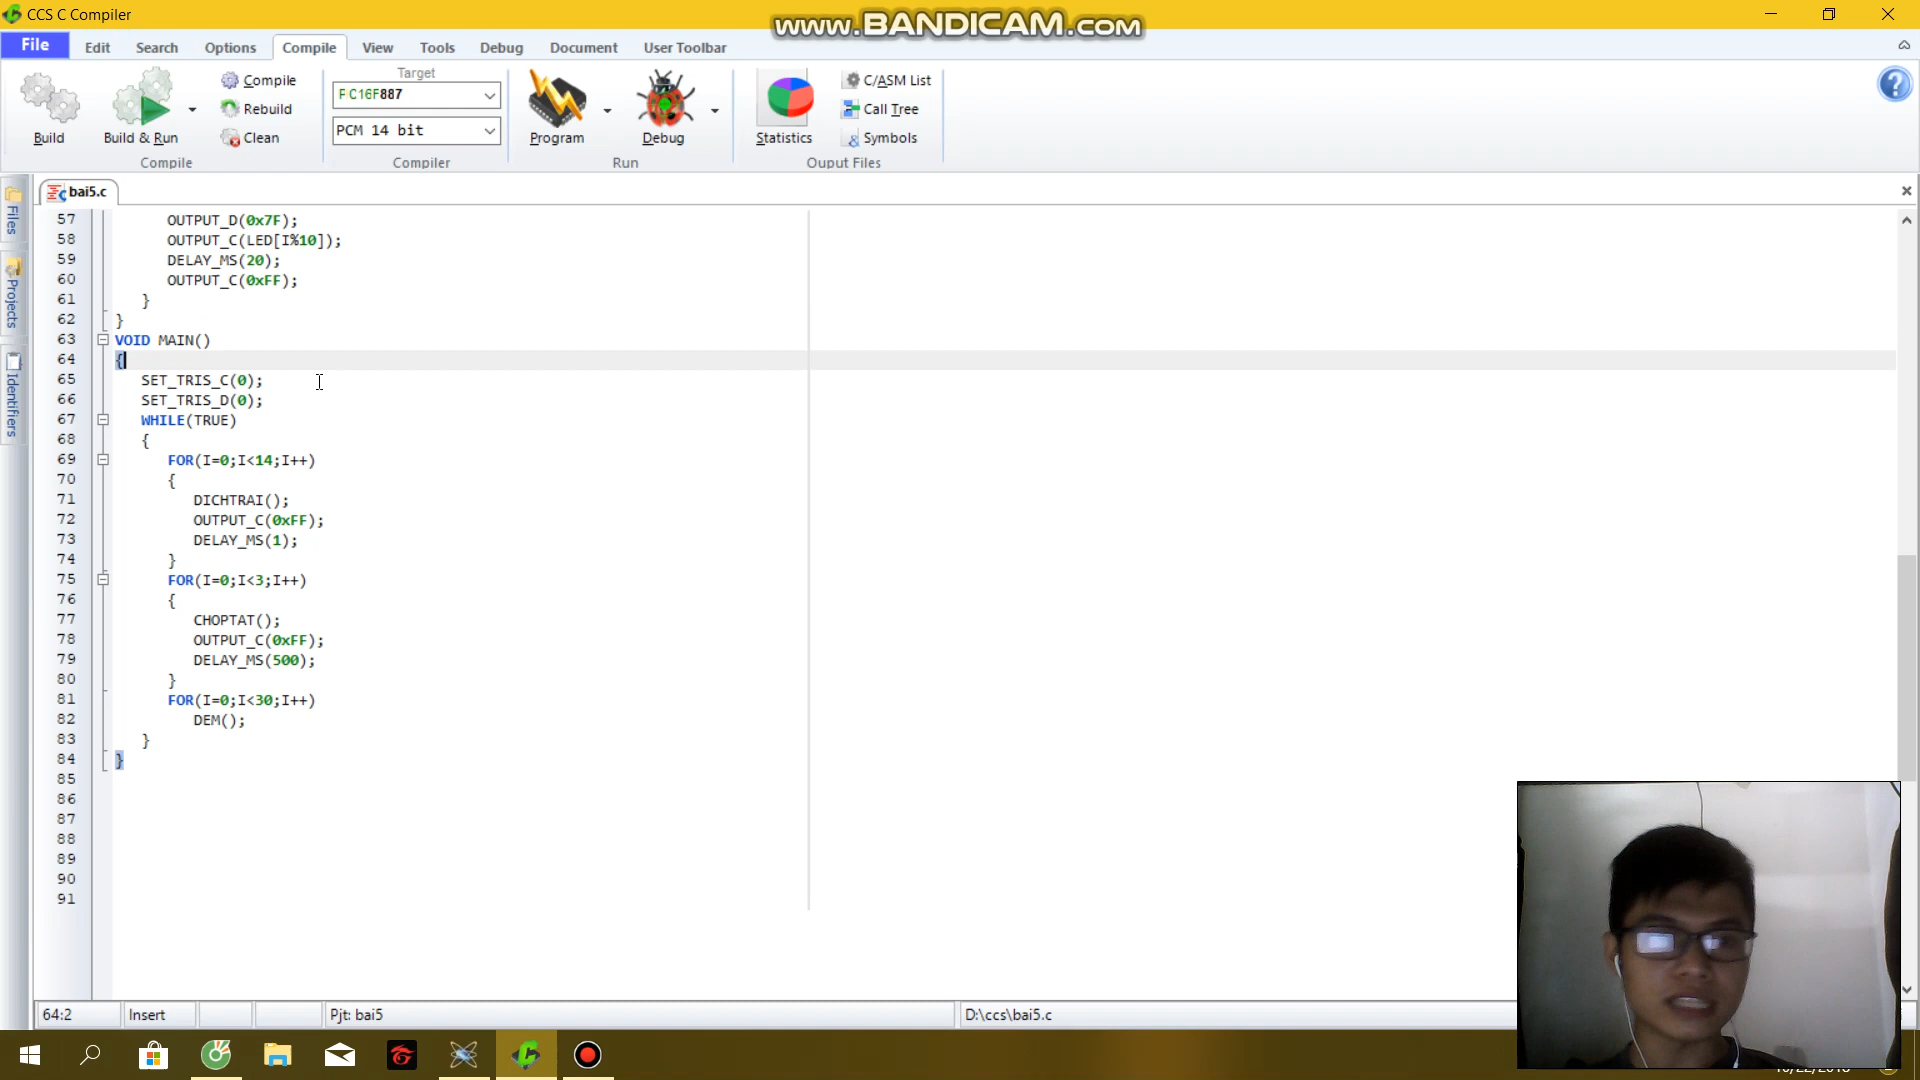 CCS C Compiler
www.BANDICAM.com
File Edit Search Options Compile View Tools Debug Document User Toolbar
Build
Build & Run
Compile
Rebuild
Clean
Compile
Target
PIC16F887
PCM 14 bit
Compiler
Program
Debug
Run
Statistics
C/ASM List
Call Tree
Symbols
Ouput Files
Files
Projects
Identifiers
bai5.c
57 OUTPUT_D(0x7F);
58 OUTPUT_C(LED[I%10]);
59 DELAY_MS(20);
60 OUTPUT_C(0xFF);
61 }
62 }
63 VOID MAIN()
64 {
65 SET_TRIS_C(0);
66 SET_TRIS_D(0);
67 WHILE(TRUE)
68 {
69 FOR(I=0;I<14;I++)
70 {
71 DICHTRAI();
72 OUTPUT_C(0xFF);
73 DELAY_MS(1);
74 }
75 FOR(I=0;I<3;I++)
76 {
77 CHOPTAT();
78 OUTPUT_C(0xFF);
79 DELAY_MS(500);
80 }
81 FOR(I=0;I<30;I++)
82 DEM();
83 }
84 }
85
86
87
88
89
90
91
64:2 Insert Pjt: bai5 D:\ccs\bai5.c